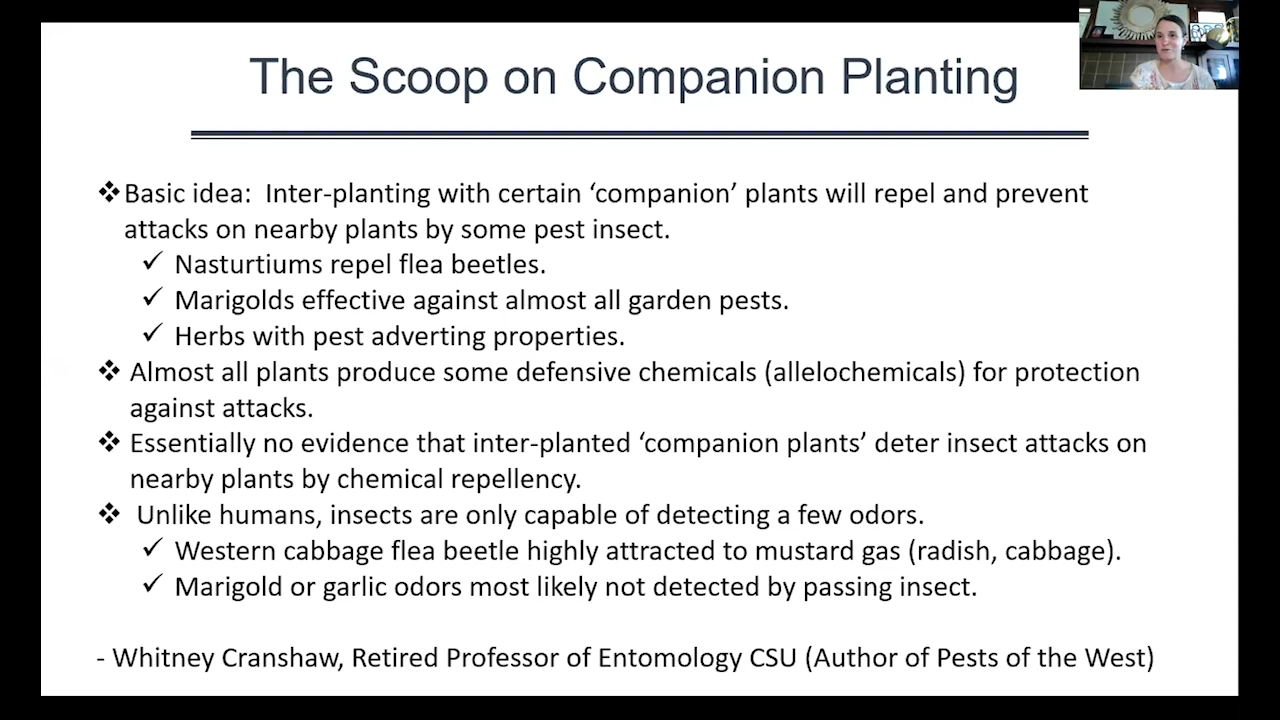 The Scoop on Companion Planting
❖Basic idea:  Inter-planting with certain ‘companion’ plants will repel and prevent
attacks on nearby plants by some pest insect.
✓ Nasturtiums repel flea beetles.
✓ Marigolds effective against almost all garden pests.
✓ Herbs with pest adverting properties.
❖ Almost all plants produce some defensive chemicals (allelochemicals) for protection
against attacks.
❖ Essentially no evidence that inter-planted ‘companion plants’ deter insect attacks on
nearby plants by chemical repellency.
❖ Unlike humans, insects are only capable of detecting a few odors.
✓ Western cabbage flea beetle highly attracted to mustard gas (radish, cabbage).
✓ Marigold or garlic odors most likely not detected by passing insect.
- Whitney Cranshaw, Retired Professor of Entomology CSU (Author of Pests of the West)